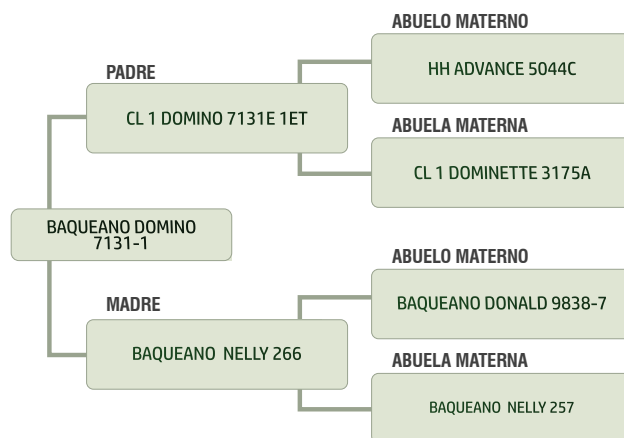 ABUELO MATERNO
HH ADVANCE 5044C
PADRE
CL 1 DOMINO 7131E 1ET
ABUELA MATERNA
CL 1 DOMINETTE 3175A
BAQUEANO DOMINO
7131-1
ABUELO MATERNO
BAQUEANO DONALD 9838-7
MADRE
BAQUEANO NELLY 266
ABUELA MATERNA
BAQUEANO NELLY 257